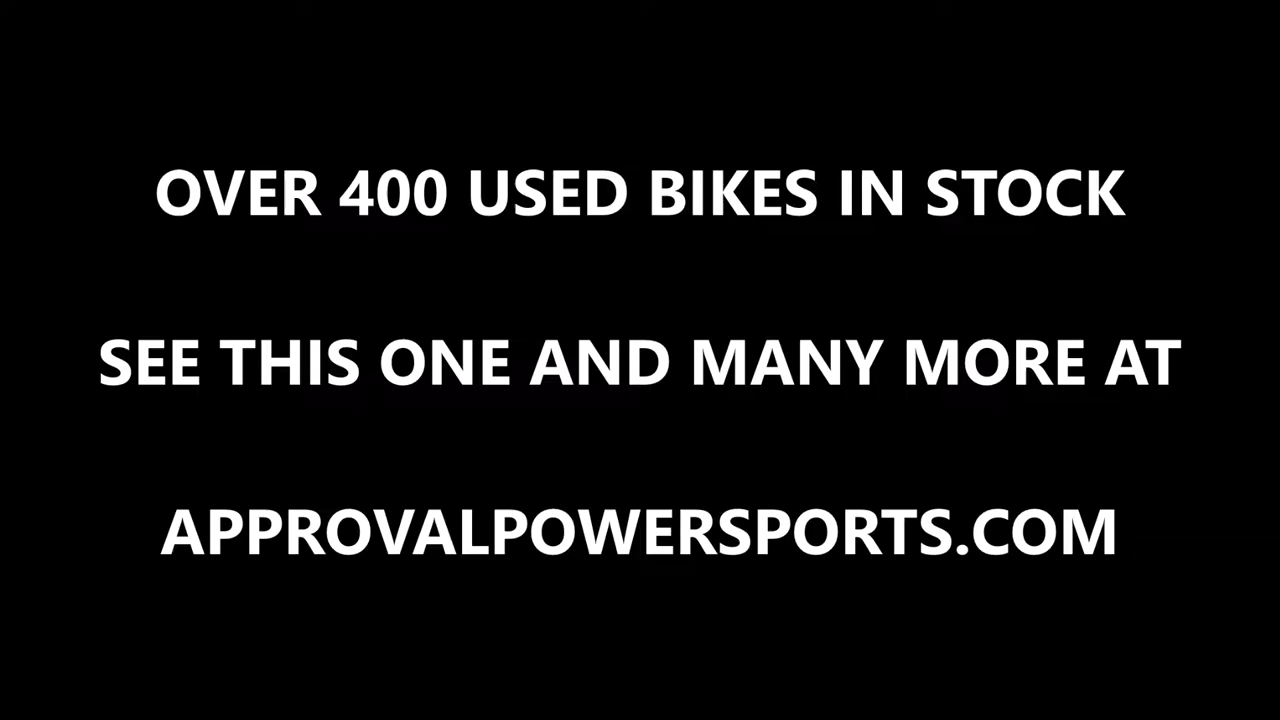 OVER 400 USED BIKES IN STOCK
SEE THIS ONE AND MANY MORE AT
APPROVALPOWERSPORTS.COM